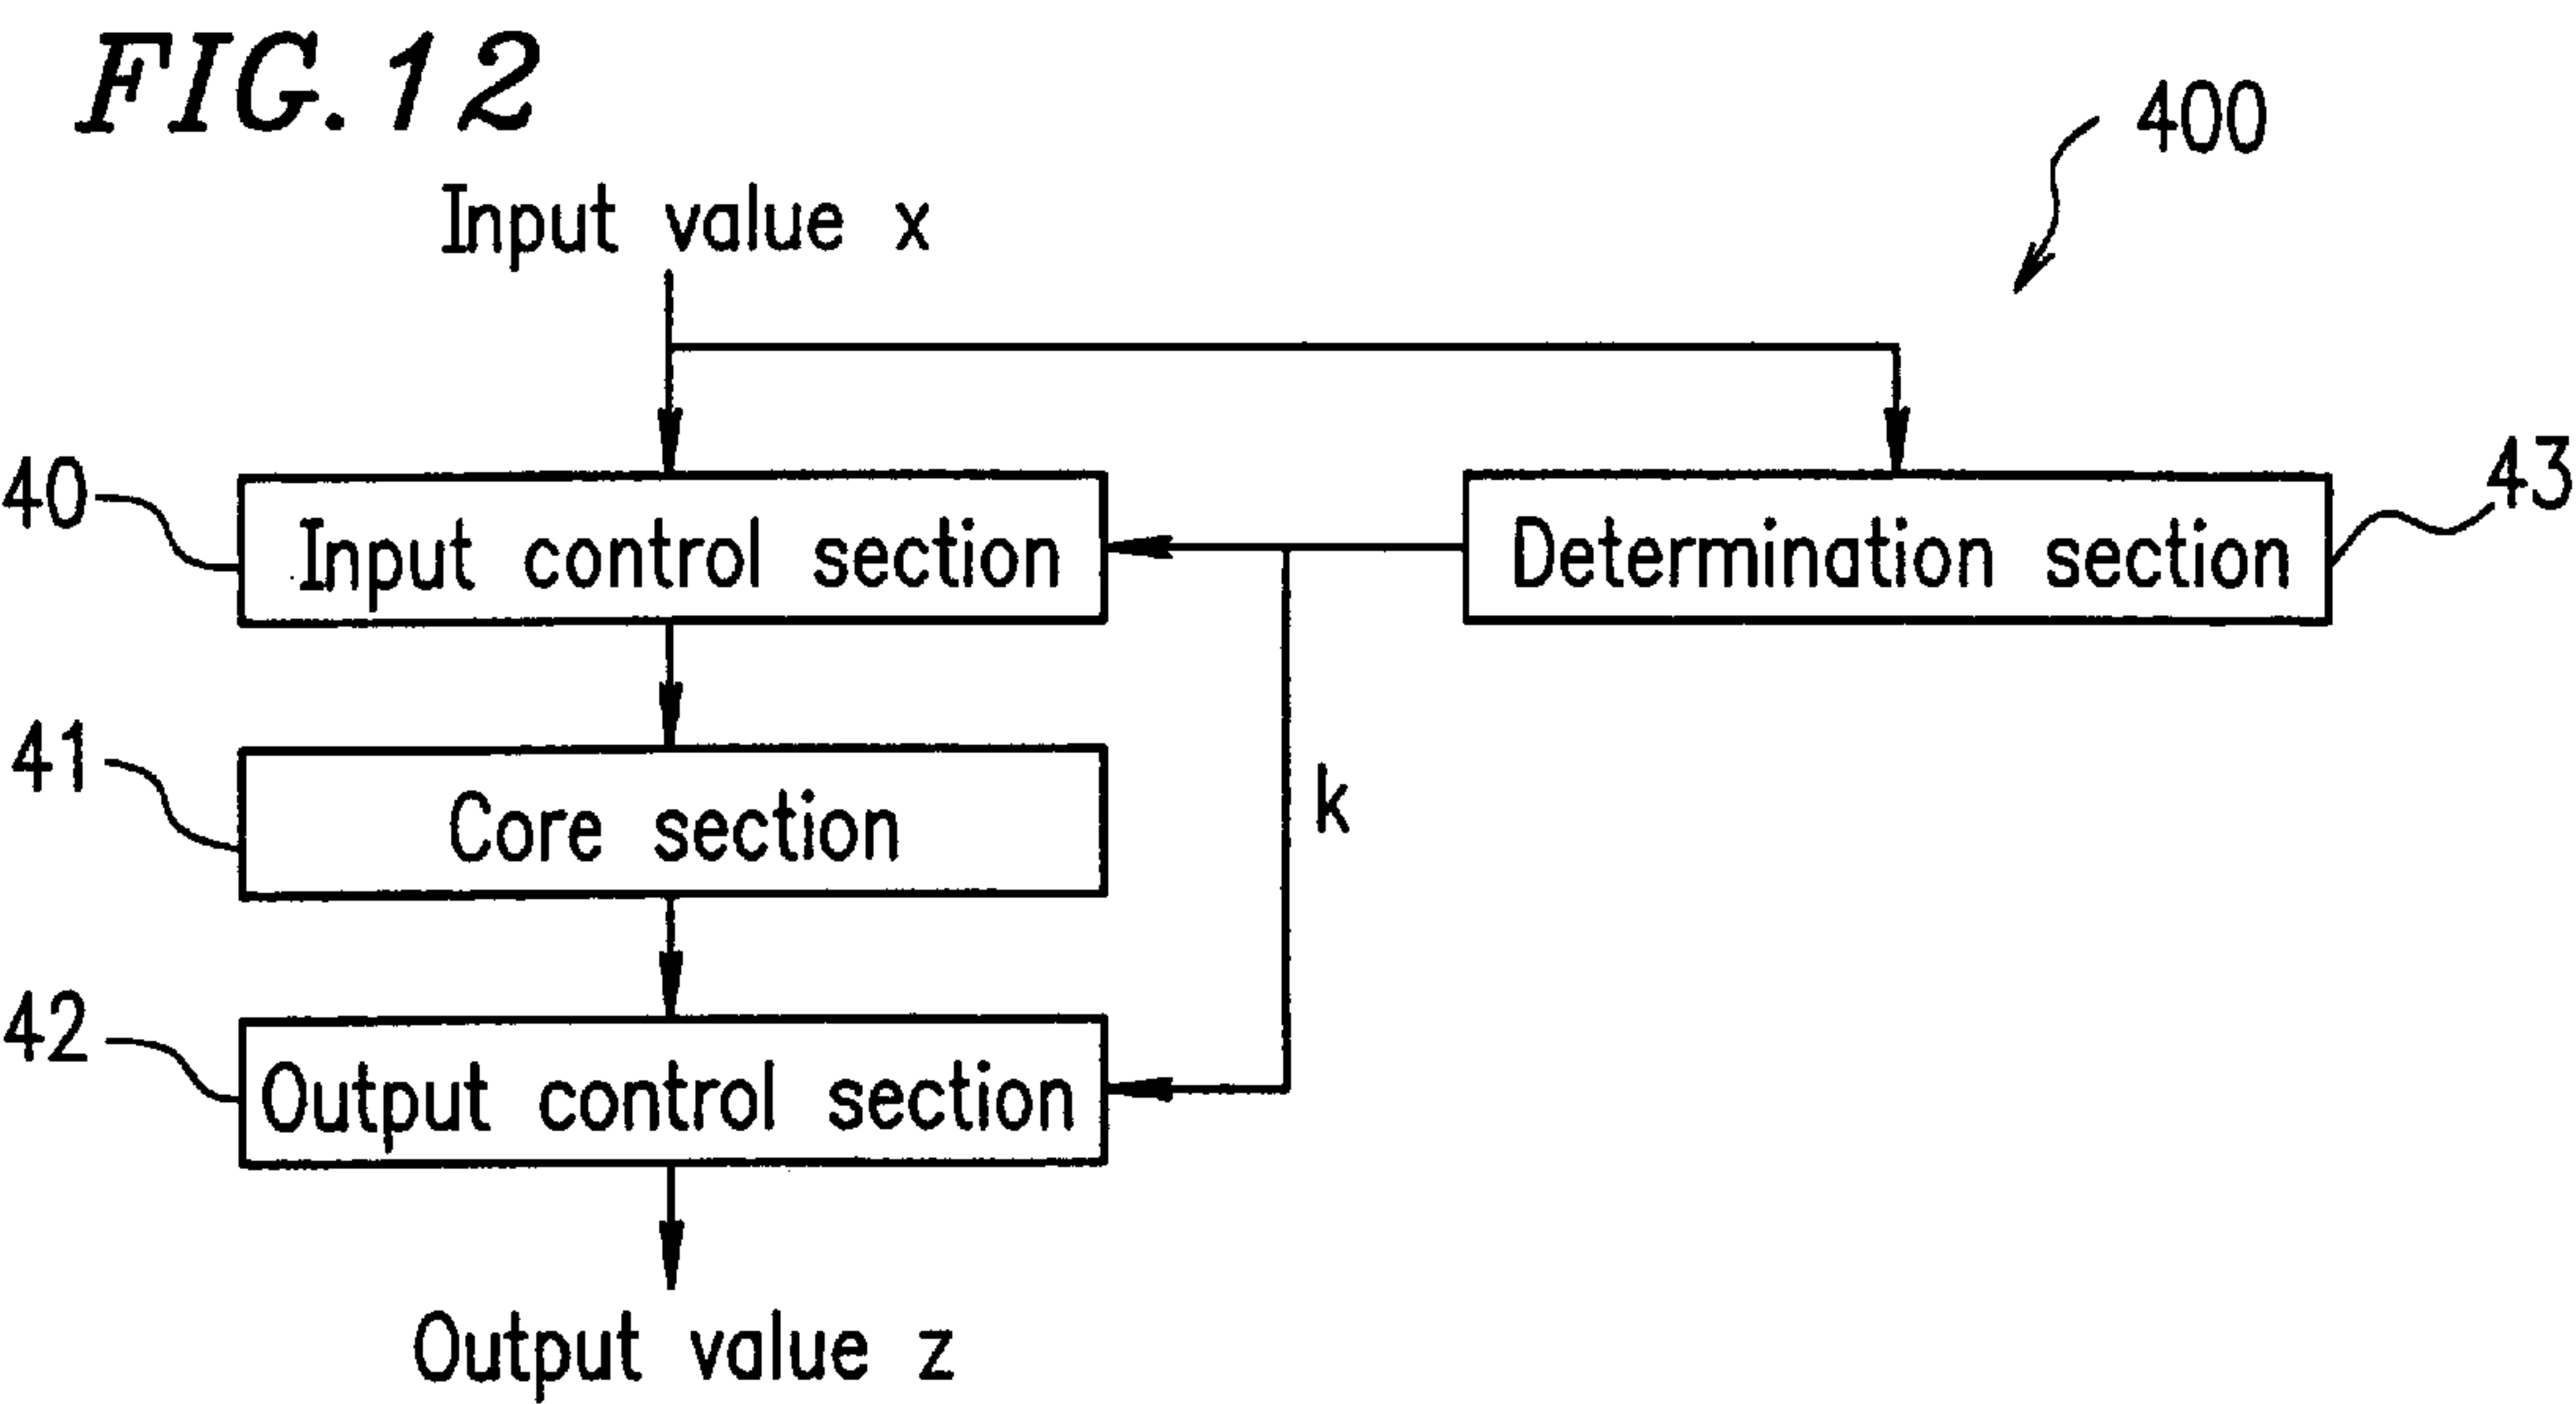 FIG.12
400
Input value x
40
Input control section
Determination section
43
41
Core section
k
42
Output control section
Output value z